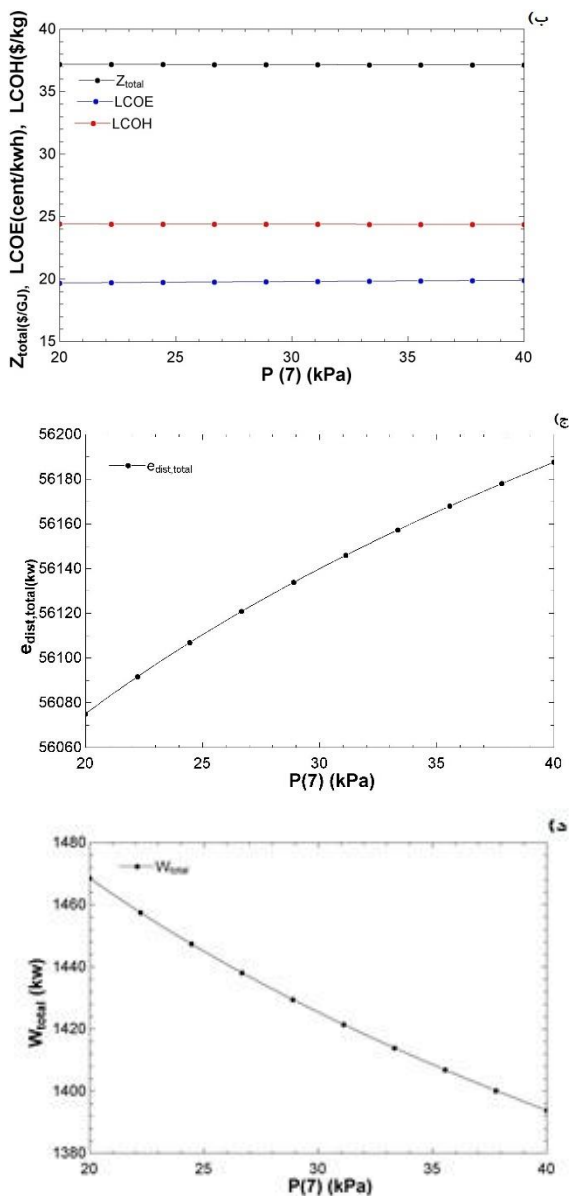 ب)
40
35
30
25
20
15
Z_total($/GJ), LCOE(cent/kwh), LCOH($/kg)
Z_total
LCOE
LCOH
20 25 30 35 40
P (7) (kPa)
ج)
56200
56180
56160
56140
56120
56100
56080
56060
e_dist,total(kw)
e_dist,total
20 25 30 35 40
P(7) (kPa)
د)
1480
1460
1440
1420
1400
1380
W_total (kw)
W_total
20 25 30 35 40
P(7) (kPa)